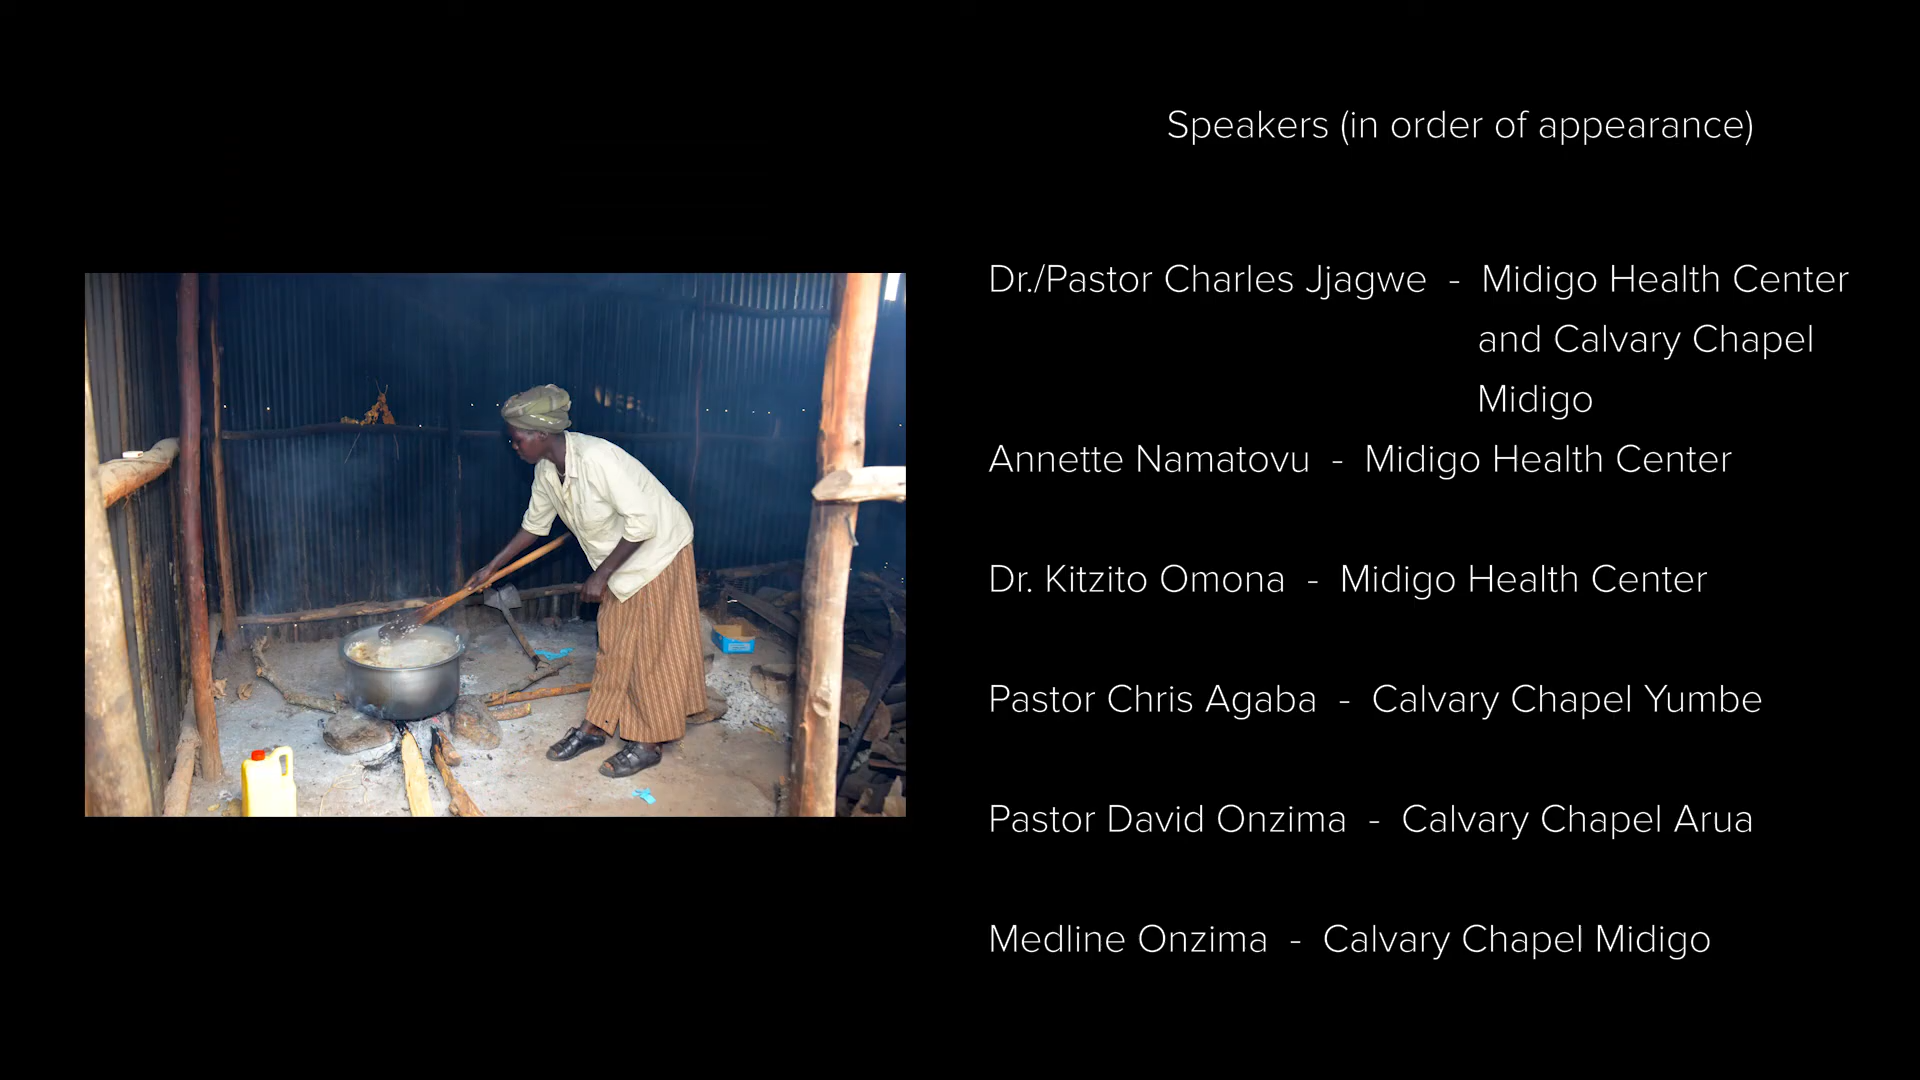 Speakers (in order of appearance)
Dr./Pastor Charles Jjagwe - Midigo Health Center
and Calvary Chapel
Midigo
Annette Namatovu - Midigo Health Center
Dr. Kitzito Omona - Midigo Health Center
Pastor Chris Agaba - Calvary Chapel Yumbe
Pastor David Onzima - Calvary Chapel Arua
Medline Onzima - Calvary Chapel Midigo